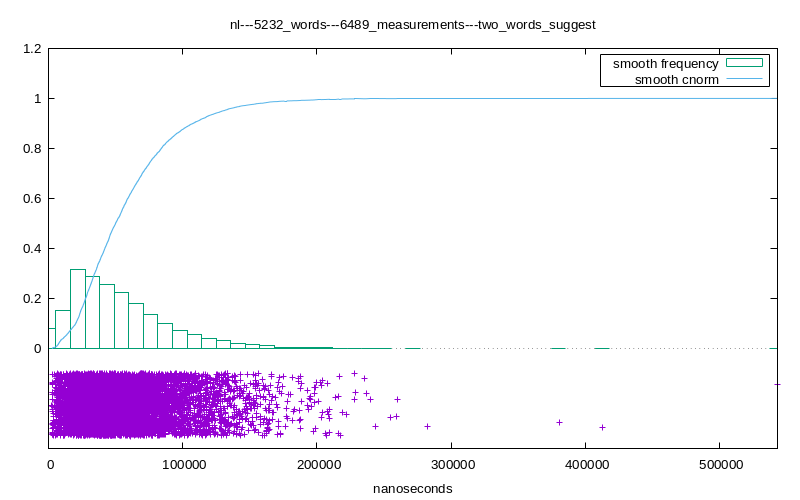 nl---5232_words---6489_measurements---two_words_suggest
1.2
smooth frequency
smooth cnorm
1
0.8
0.6
0.4
0.2
0
0 100000 200000 300000 400000 500000
nanoseconds